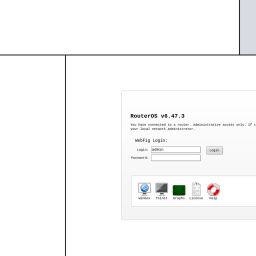 RouterOS v6.47.3
You have connected to a router. Administrative access only. If
your local network administrator.
WebFig Login:
Login: admin
Login
Password:
Winbox Telnet Graphs License Help